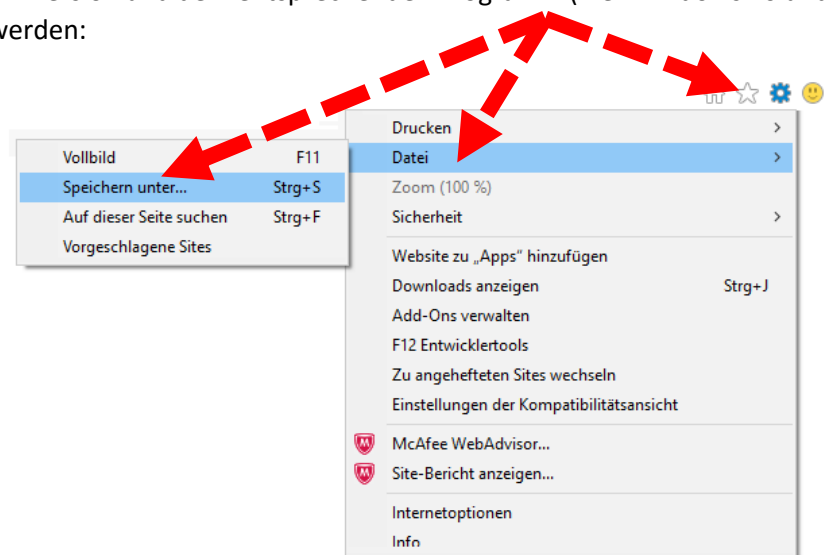 werden:
Drucken
Vollbild F11
Datei
Speichern unter... Strg+S
Zoom (100 %)
Auf dieser Seite suchen Strg+F
Sicherheit
Vorgeschlagene Sites
Website zu „Apps“ hinzufügen
Downloads anzeigen Strg+J
Add-Ons verwalten
F12 Entwicklertools
Zu angehefteten Sites wechseln
Einstellungen der Kompatibilitätsansicht
McAfee WebAdvisor...
Site-Bericht anzeigen...
Internetoptionen
Info